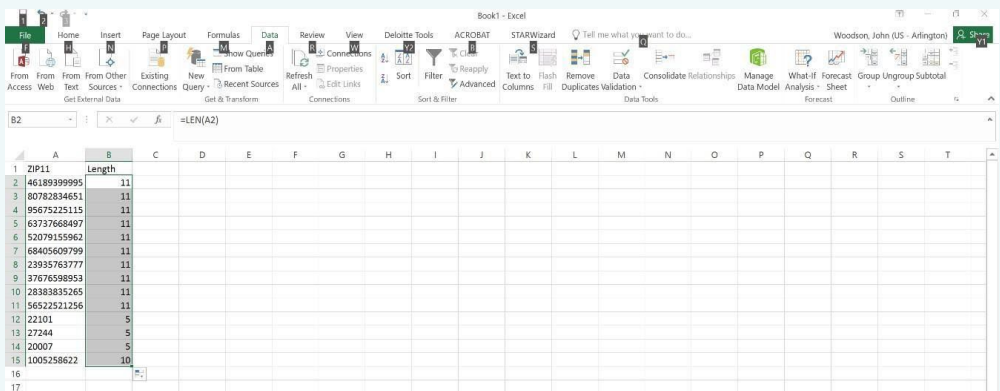 Book1 - Excel
File Home Insert Page Layout Formulas Data Review View Deloitte Tools ACROBAT STARWizard Tell me what you want to do... Woodson, John (US - Arlington) Share
1 2 3
F H N P M A R W Y2 B S Q Y1
From Access From Web From Text From Other Sources Existing Connections New Query Show Queries From Table Recent Sources Refresh All Connections Properties Edit Links Sort Filter Clear Reapply Advanced Text to Columns Flash Fill Remove Duplicates Data Validation Consolidate Relationships Manage Data Model What-If Analysis Forecast Sheet Group Ungroup Subtotal
Get External Data Get & Transform Connections Sort & Filter Data Tools Forecast Outline
B2 fx =LEN(A2)
A B C D E F G H I J K L M N O P Q R S T
1 ZIP11 Length
2 46189399995 11
3 80782834651 11
4 95675225115 11
5 63737668497 11
6 52079155962 11
7 68405609799 11
8 23935763777 11
9 37676598953 11
10 28383835265 11
11 56522521256 11
12 22101 5
13 27244 5
14 20007 5
15 1005258622 10
16
17